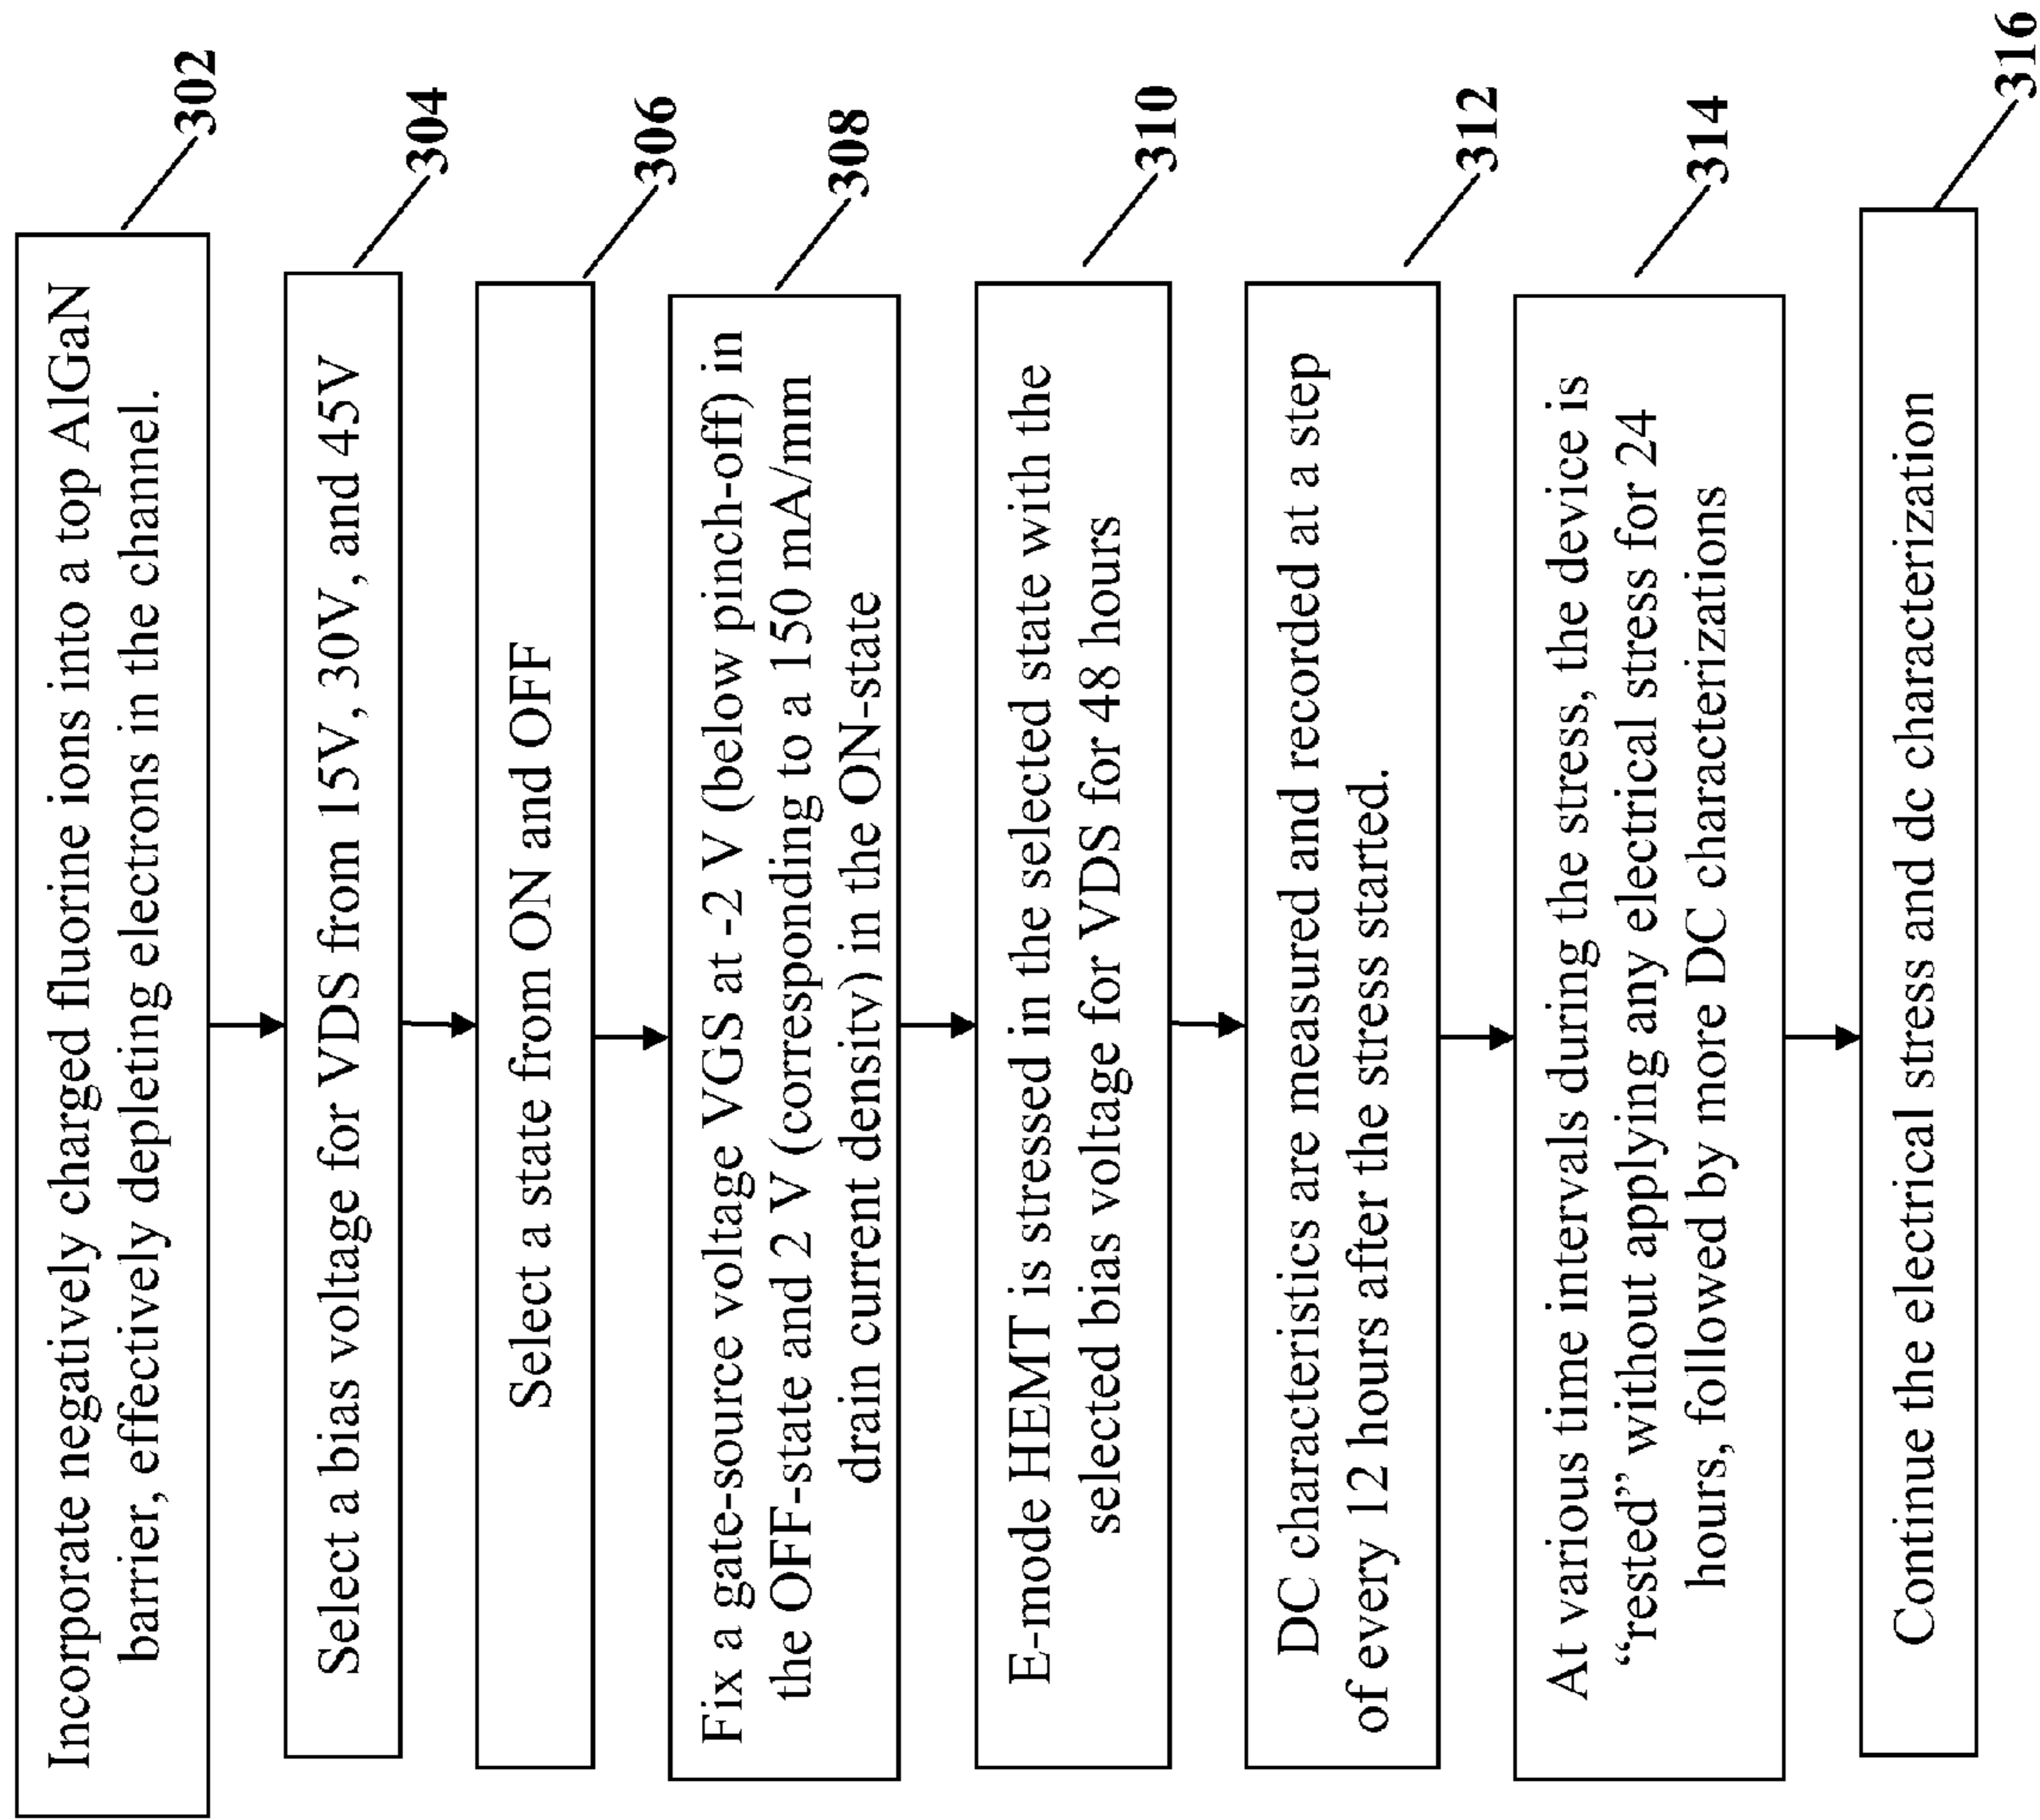 Incorporate negatively charged fluorine ions into a top AlGaN
barrier, effectively depleting electrons in the channel.
302
Select a bias voltage for VDS from 15V, 30V, and 45V
304
Select a state from ON and OFF
306
Fix a gate-source voltage VGS at -2 V (below pinch-off) in
the OFF-state and 2 V (corresponding to a 150 mA/mm
drain current density) in the ON-state
308
E-mode HEMT is stressed in the selected state with the
selected bias voltage for VDS for 48 hours
310
DC characteristics are measured and recorded at a step
of every 12 hours after the stress started.
312
At various time intervals during the stress, the device is
“rested” without applying any electrical stress for 24
hours, followed by more DC characterizations
314
Continue the electrical stress and dc characterization
316